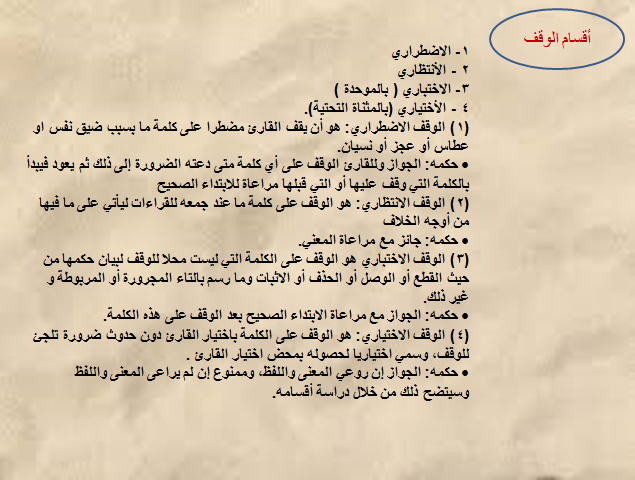 أقسام الوقف
١- الاضطراري
٢ - الأنتظاري
٣- الاختباري ( بالموحدة )
٤ - الأختياري (بالمثناة التحتية).
(١) الوقف الاضطراري: هو أن يقف القارئ مضطرا على كلمة ما بسبب ضيق نفس او
عطاس أو عجز أو نسيان.
• حكمه: الجواز وللقارئ الوقف على أي كلمة متى دعته الضرورة إلى ذلك ثم يعود فيبدأ
بالكلمة التي وقف عليها أو التي قبلها مراعاة للابتداء الصحيح
(٢) الوقف الانتظاري: هو الوقف على كلمة ما عند جمعه للقراءات ليأتي على ما فيها
من أوجه الخلاف
• حكمه: جائز مع مراعاة المعني.
(٣) الوقف الاختباري هو الوقف على الكلمة التي ليست محلا للوقف لبيان حكمها من
حيث القطع أو الوصل أو الحذف أو الاثبات وما رسم بالتاء المجرورة أو المربوطة و
غير ذلك.
• حكمه: الجواز مع مراعاة الابتداء الصحيح بعد الوقف على هذه الكلمة.
(٤) الوقف الاختياري: هو الوقف على الكلمة باختيار القارئ دون حدوث ضرورة تلجئ
للوقف، وسمي اختياريا لحصوله بمحض اختيار القارئ .
• حكمه: الجواز إن روعي المعنى واللفظ، وممنوع إن لم يراعى المعنى واللفظ
وسيتضح ذلك من خلال دراسة أقسامه.